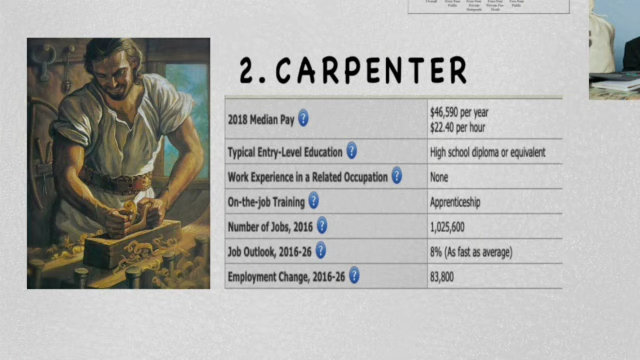 2. CARPENTER
2018 Median Pay ? $46,590 per year
$22.40 per hour
Typical Entry-Level Education ? High school diploma or equivalent
Work Experience in a Related Occupation ? None
On-the-job Training ? Apprenticeship
Number of Jobs, 2016 ? 1,025,600
Job Outlook, 2016-26 ? 8% (As fast as average)
Employment Change, 2016-26 ? 83,800